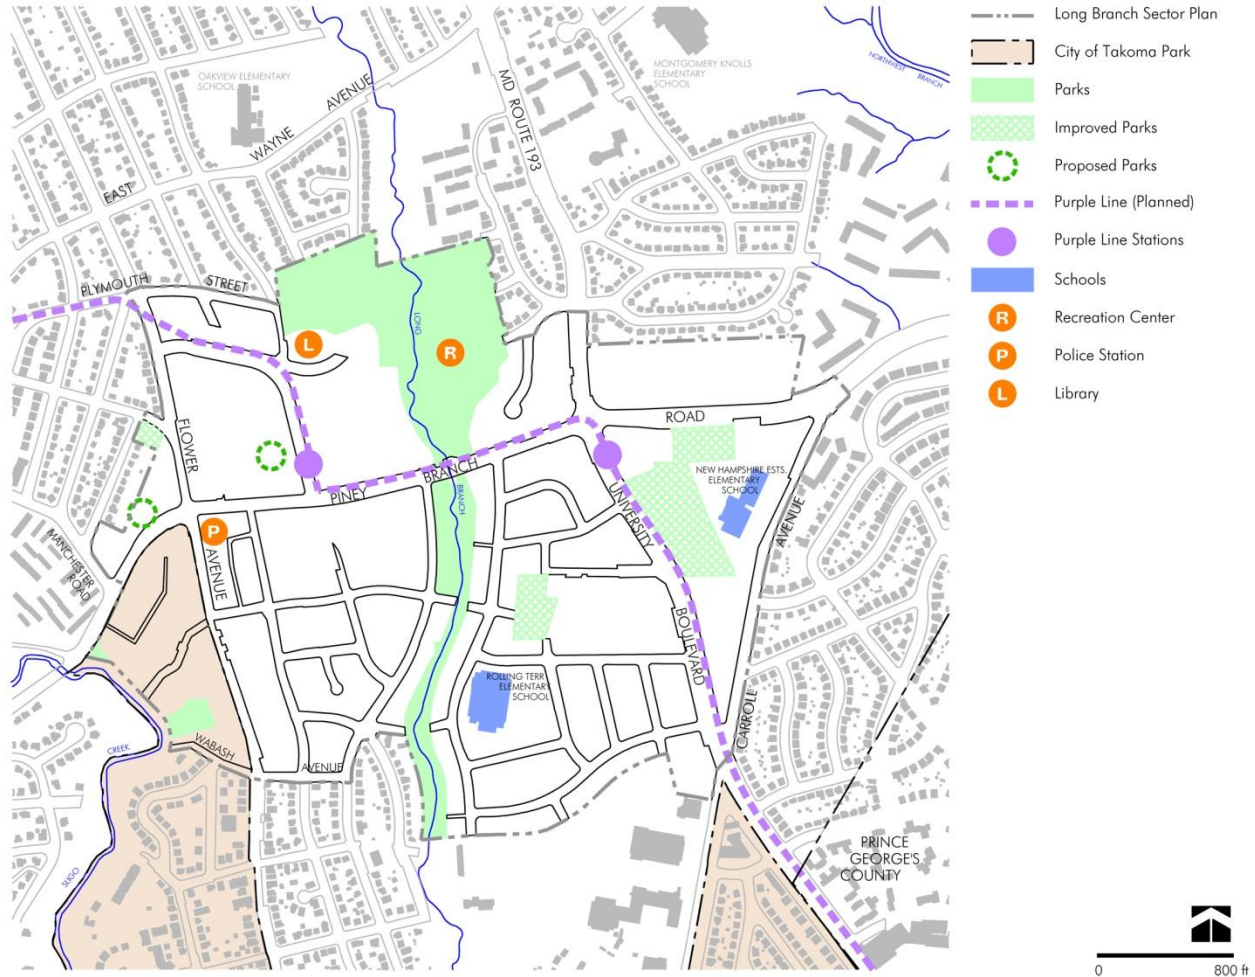 Long Branch Sector Plan
City of Takoma Park
Parks
Improved Parks
Proposed Parks
Purple Line (Planned)
Purple Line Stations
Schools
R
Recreation Center
P
Police Station
L
Library
OAKVIEW ELEMENTARY
SCHOOL
MONTGOMERY KNOLLS
ELEMENTARY
SCHOOL
NORTHWEST
BRANCH
MD ROUTE 193
EAST
WAYNE
AVENUE
PLYMOUTH
STREET
LONG
L
R
FLOWER
ROAD
PINEY
BRANCH
BRANCH
NEW HAMPSHIRE ESTS.
ELEMENTARY
SCHOOL
UNIVERSITY
AVENUE
P
AVENUE
MANCHESTER
ROAD
BOULEVARD
ROLLING TERR
ELEMENTARY
SCHOOL
CARROLL
CREEK
WABASH
AVENUE
SLIGO
PRINCE
GEORGE'S
COUNTY
0
800 ft